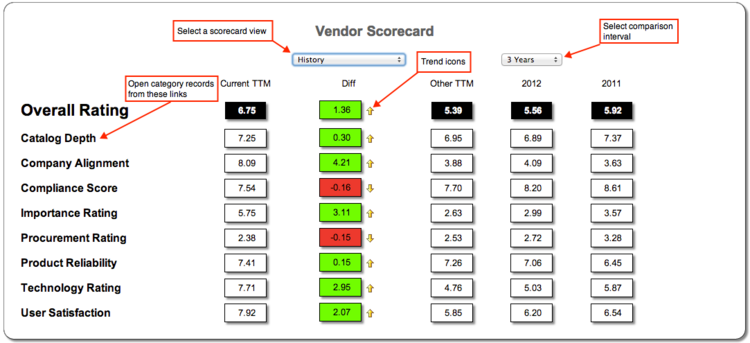 Vendor Scorecard
Select a scorecard view
Select comparison
interval
History
Trend icons
3 Years
Open category records
from these links
Current TTM Diff Other TTM 2012 2011
Overall Rating 6.75 1.36 5.39 5.56 5.92
Catalog Depth 7.25 0.30 6.95 6.89 7.37
Company Alignment 8.09 4.21 3.88 4.09 3.63
Compliance Score 7.54 -0.16 7.70 8.20 8.61
Importance Rating 5.75 3.11 2.63 2.99 3.57
Procurement Rating 2.38 -0.15 2.53 2.72 3.28
Product Reliability 7.41 0.15 7.26 7.06 6.45
Technology Rating 7.71 2.95 4.76 5.03 5.87
User Satisfaction 7.92 2.07 5.85 6.20 6.54